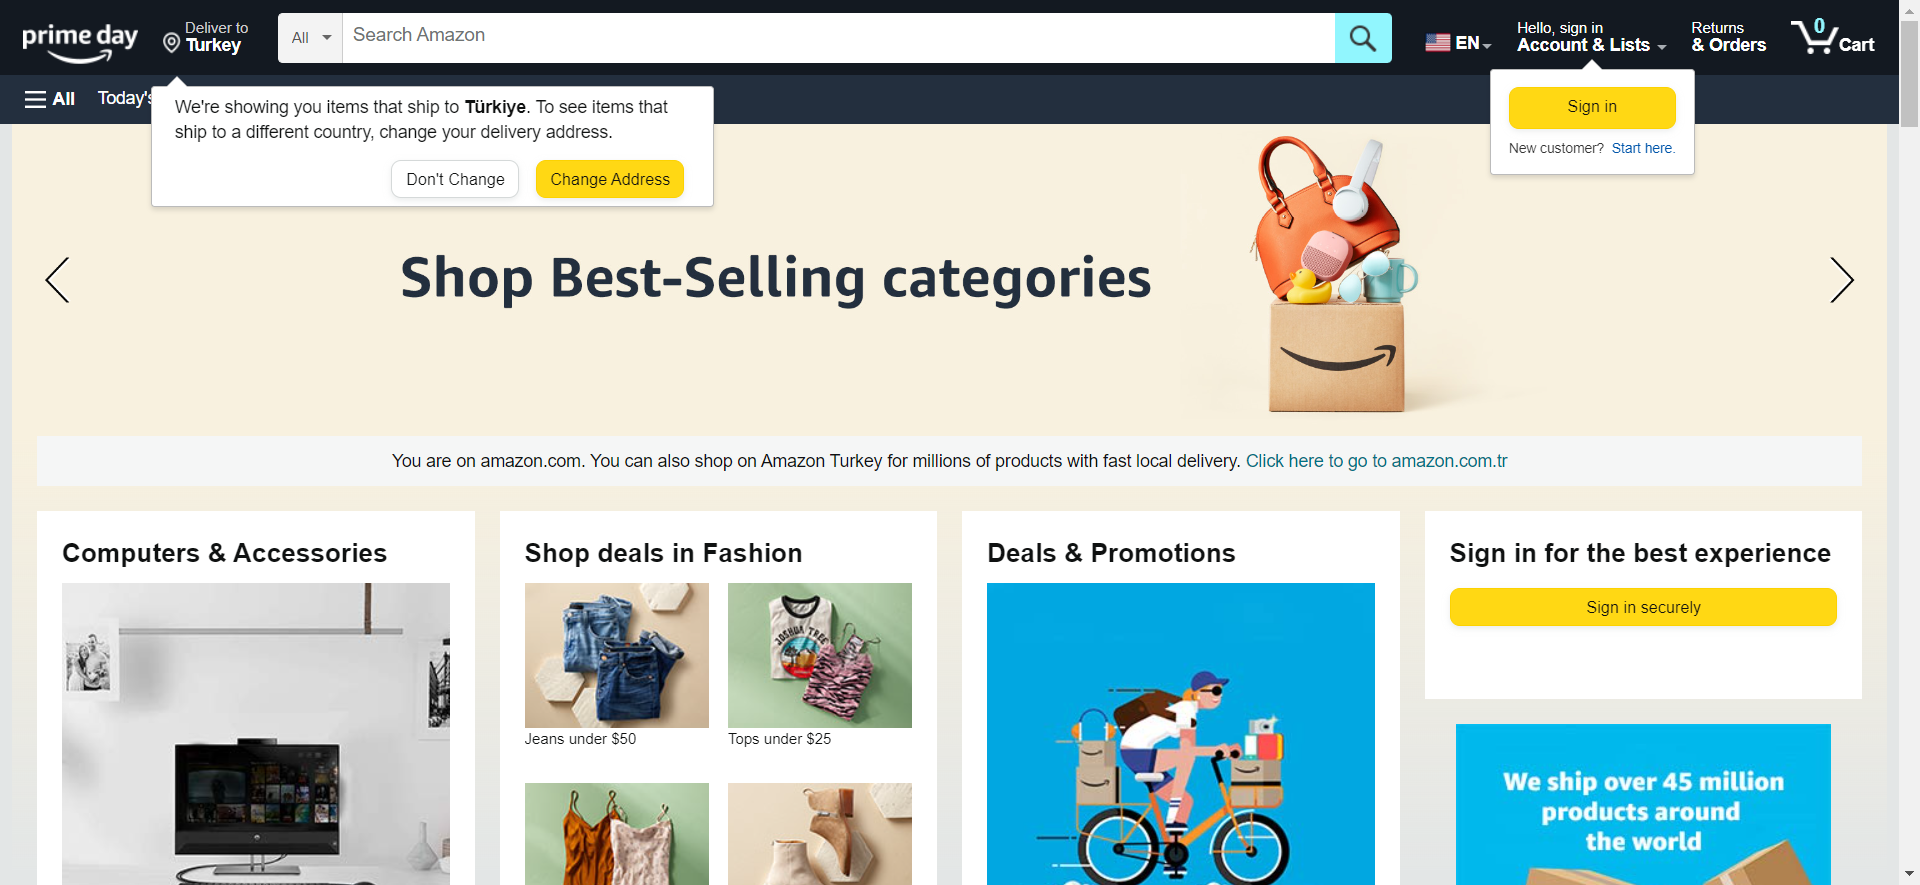 prime day
Deliver to
Turkey
All
Search Amazon
EN
Hello, sign in
Account & Lists
Returns
& Orders
0
Cart
All
Today's
We're showing you items that ship to Türkiye. To see items that
ship to a different country, change your delivery address.
Don't Change
Change Address
Sign in
New customer? Start here.
Shop Best-Selling categories
You are on amazon.com. You can also shop on Amazon Turkey for millions of products with fast local delivery. Click here to go to amazon.com.tr
Computers & Accessories
Shop deals in Fashion
JOSHUA TREE
Jeans under $50
Tops under $25
Deals & Promotions
Sign in for the best experience
Sign in securely
We ship over 45 million
products around
the world